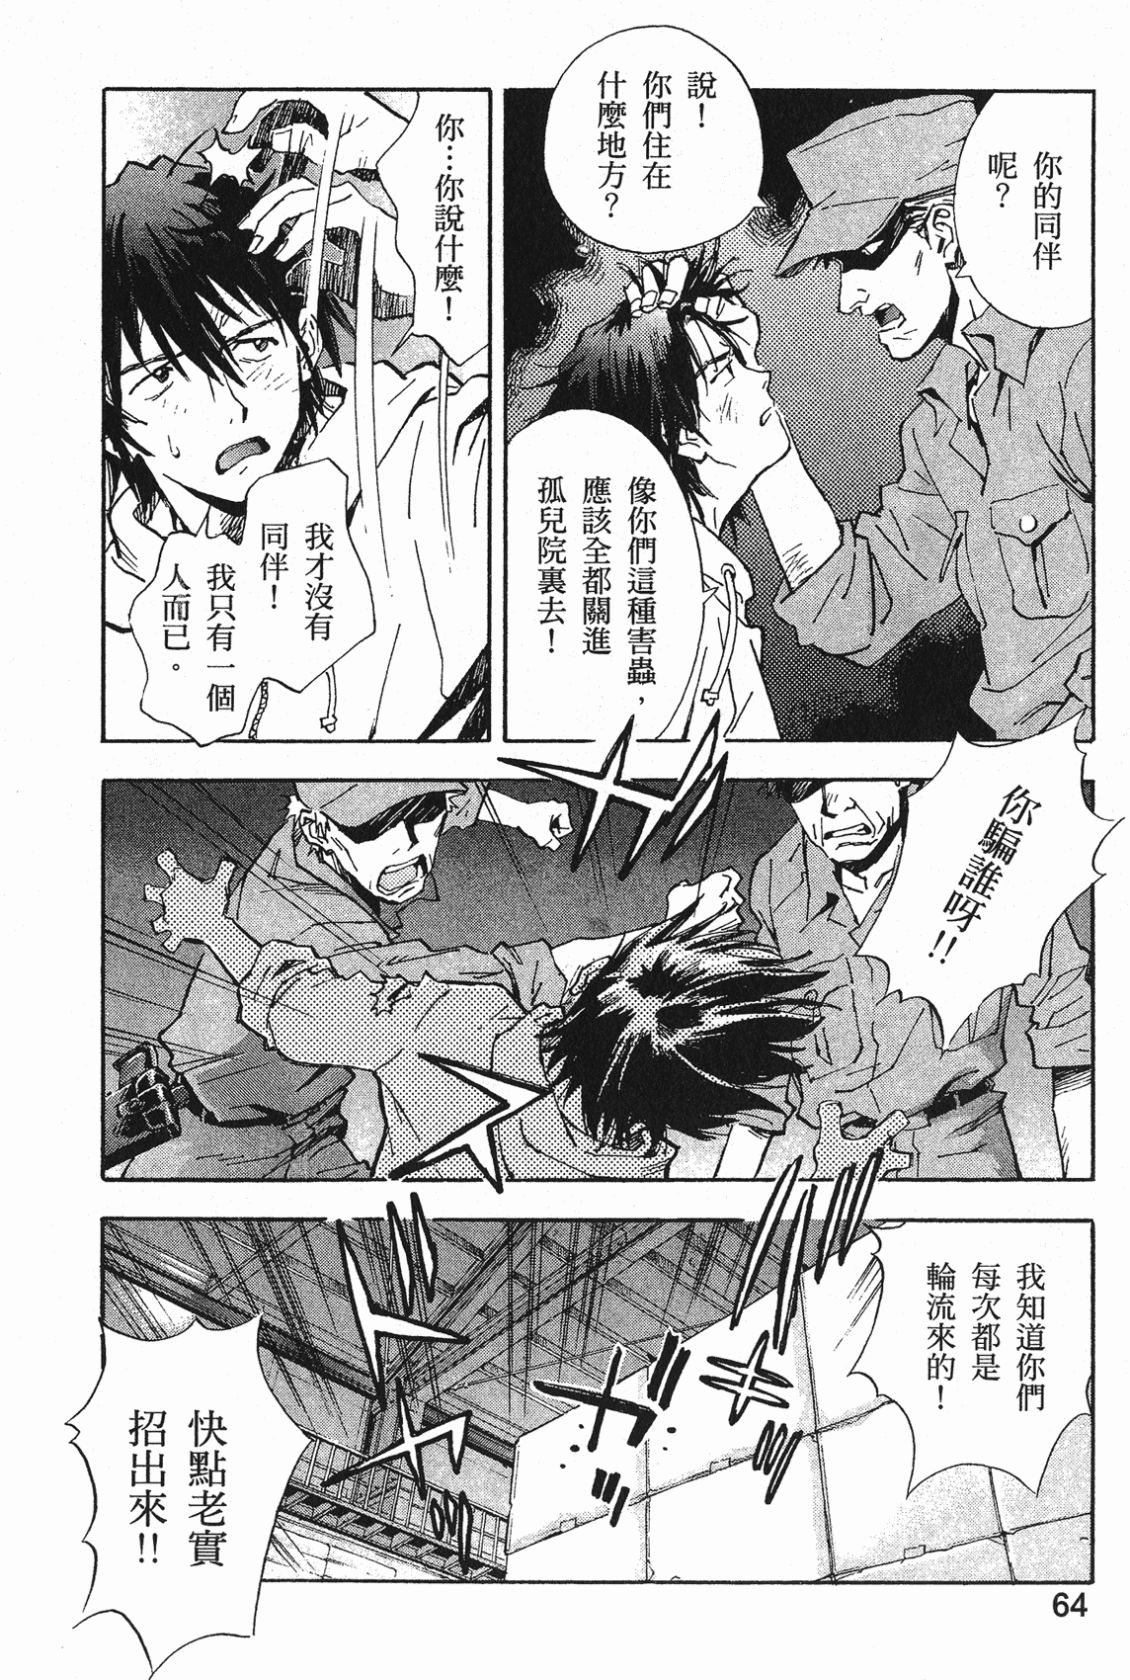 你的同伴
呢？
說！
你們住在
什麼地方？
像你們這種害蟲，
應該全都關進
孤兒院裏去！
你…你說什麼！
我才沒有
同伴！
我只有一個
人而已。
你騙誰呀!!
我知道你們
每次都是
輪流來的！
快點老實
招出來!!
64